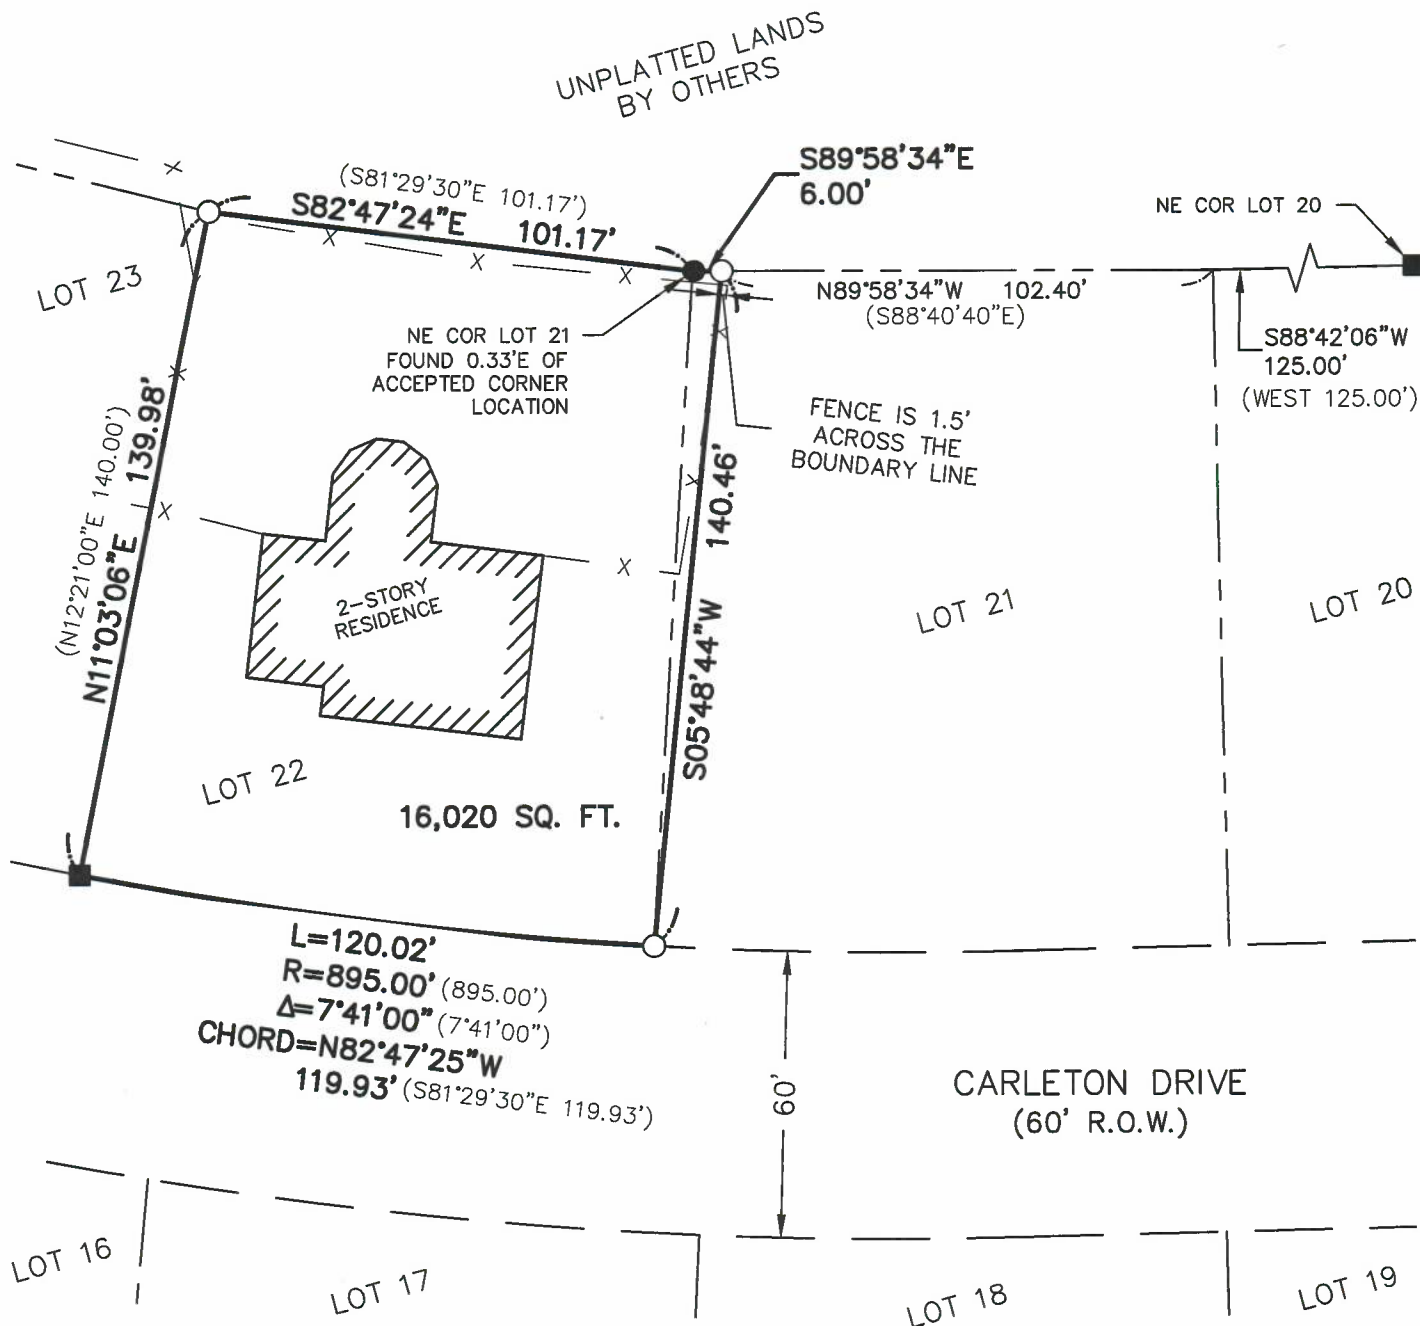 UNPLATTED LANDS
BY OTHERS
S89°58'34"E
6.00'
(S81°29'30"E 101.17')
S82°47'24"E 101.17'
NE COR LOT 20
LOT 23
N89°58'34"W 102.40'
(S88°40'40"E)
NE COR LOT 21
FOUND 0.33'E OF
ACCEPTED CORNER
LOCATION
S88°42'06"W
125.00'
(WEST 125.00')
FENCE IS 1.5'
ACROSS THE
BOUNDARY LINE
(N12°21'00"E 140.00')
N11°03'06"E 139.98'
S05°48'44"W 140.46'
2-STORY
RESIDENCE
LOT 21
LOT 20
LOT 22
16,020 SQ. FT.
L=120.02'
R=895.00' (895.00')
Δ=7°41'00" (7°41'00")
CHORD=N82°47'25"W
119.93' (S81°29'30"E 119.93')
60'
CARLETON DRIVE
(60' R.O.W.)
LOT 16
LOT 17
LOT 18
LOT 19